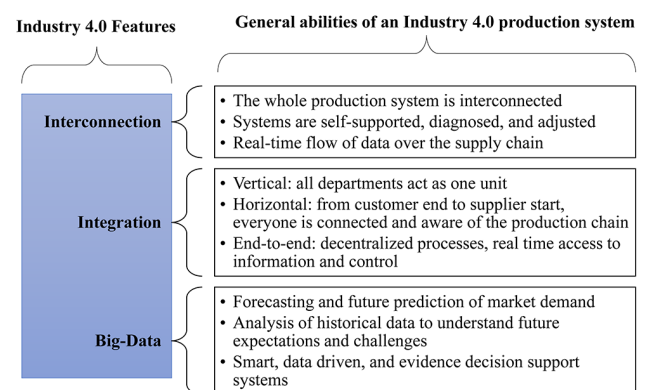 Industry 4.0 Features
General abilities of an Industry 4.0 production system
Interconnection
• The whole production system is interconnected
• Systems are self-supported, diagnosed, and adjusted
• Real-time flow of data over the supply chain
Integration
• Vertical: all departments act as one unit
• Horizontal: from customer end to supplier start,
everyone is connected and aware of the production chain
• End-to-end: decentralized processes, real time access to
information and control
Big-Data
• Forecasting and future prediction of market demand
• Analysis of historical data to understand future
expectations and challenges
• Smart, data driven, and evidence decision support
systems